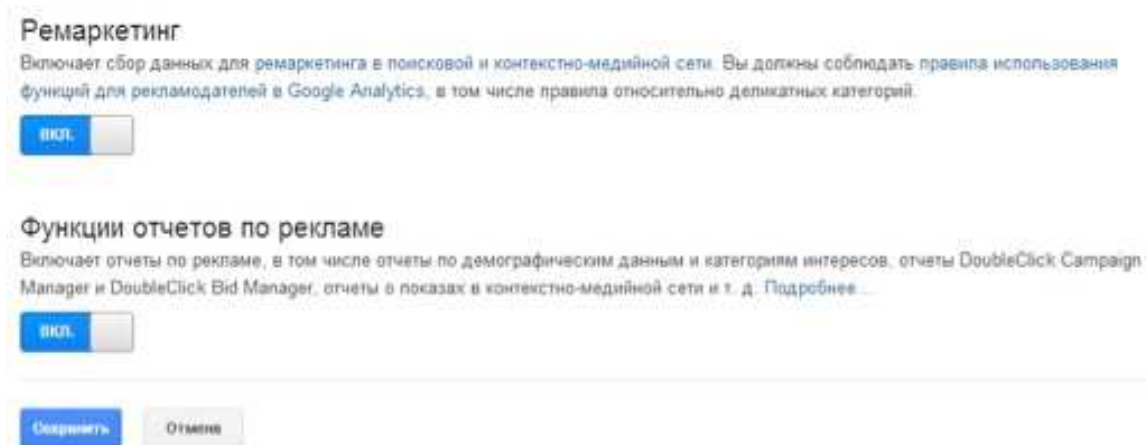 Ремаркетинг
Включает сбор данных для ремаркетинга в поисковой и контекстно-медийной сети. Вы должны соблюдать правила использования
функций для рекламодателей в Google Analytics, в том числе правила относительно деликатных категорий.
ВКЛ.
Функции отчетов по рекламе
Включает отчеты по рекламе, в том числе отчеты по демографическим данным и категориям интересов, отчеты DoubleClick Campaign
Manager и DoubleClick Bid Manager, отчеты о показах в контекстно-медийной сети и т. д. Подробнее...
ВКЛ.
Сохранить Отмена